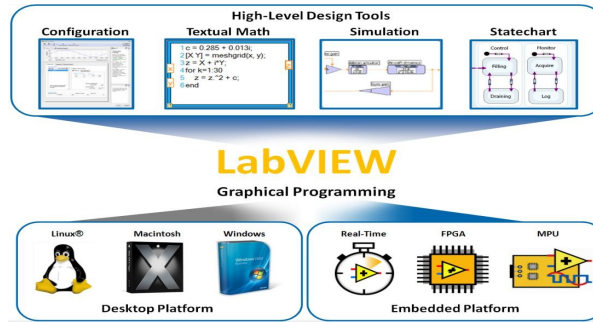 High-Level Design Tools
Configuration Textual Math Simulation Statechart
1 c = 0.285 + 0.013i;
2 [X Y] = meshgrid(x, y);
3 z = X + i*Y;
4 for k=1:30
5 z = z.^2 + c;
6 end
Control Monitor
Filling Acquire
Draining Log
LabVIEW
Graphical Programming
Linux® Macintosh Windows Real-Time FPGA MPU
Desktop Platform Embedded Platform